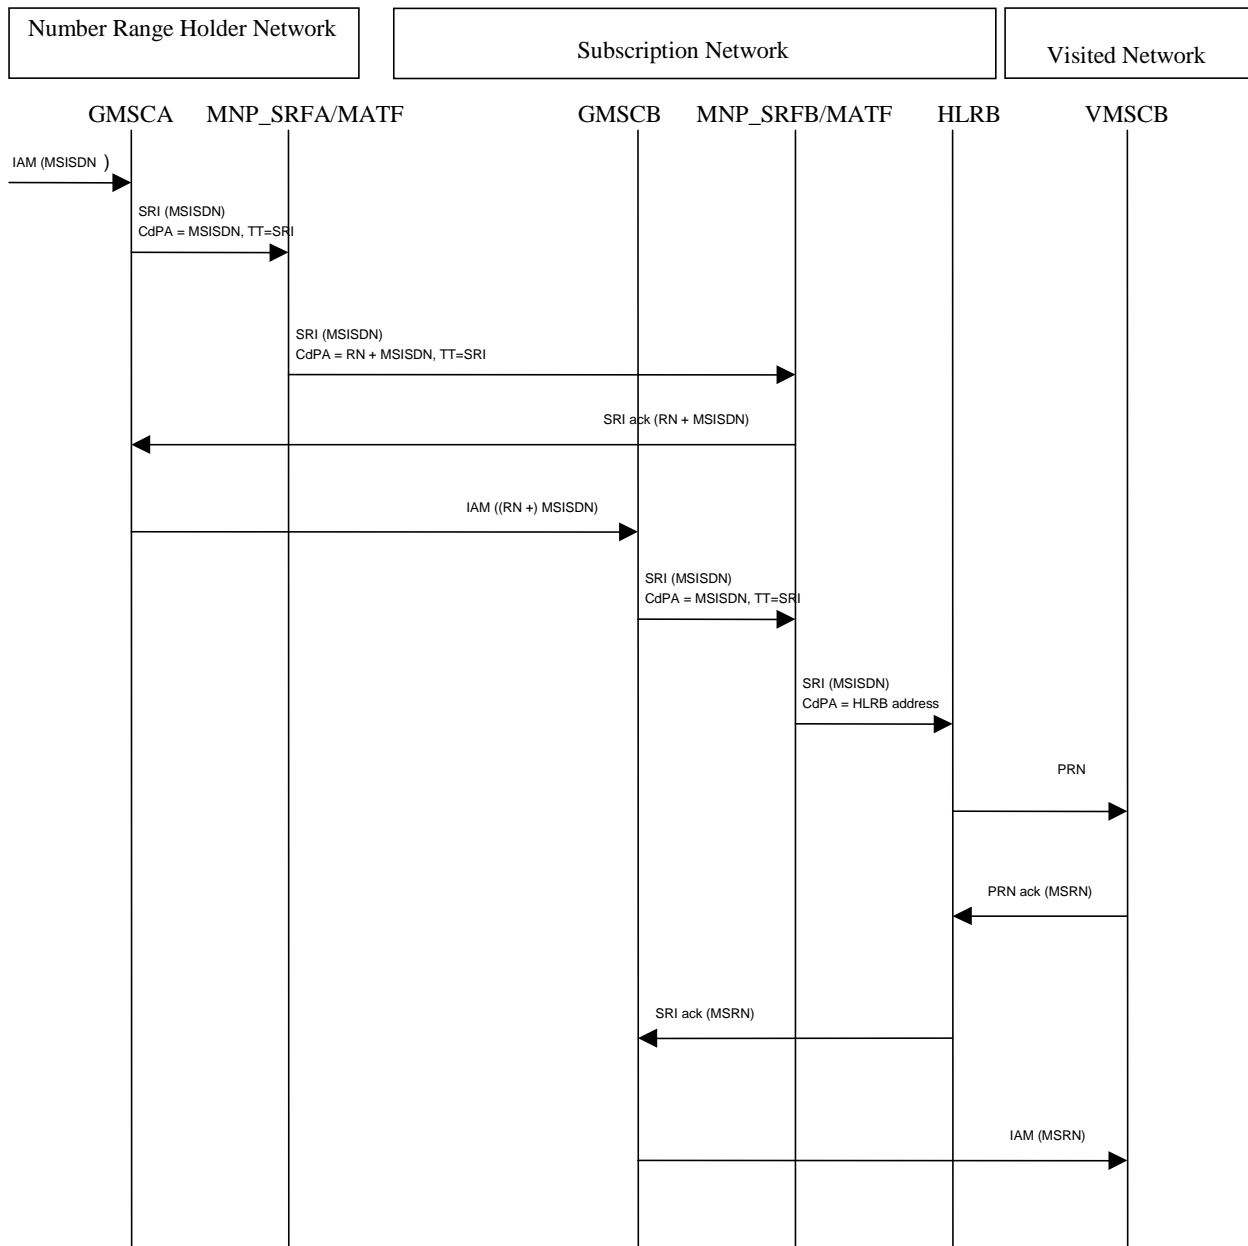 Number Range Holder Network
Subscription Network
Visited Network
GMSCA
MNP_SRFA/MATF
GMSCB
MNP_SRFB/MATF
HLRB
VMSCB
IAM (MSISDN )
SRI (MSISDN)
CdPA = MSISDN, TT=SRI
SRI (MSISDN)
CdPA = RN + MSISDN, TT=SRI
SRI ack (RN + MSISDN)
IAM ((RN +) MSISDN)
SRI (MSISDN)
CdPA = MSISDN, TT=SRI
SRI (MSISDN)
CdPA = HLRB address
PRN
PRN ack (MSRN)
SRI ack (MSRN)
IAM (MSRN)